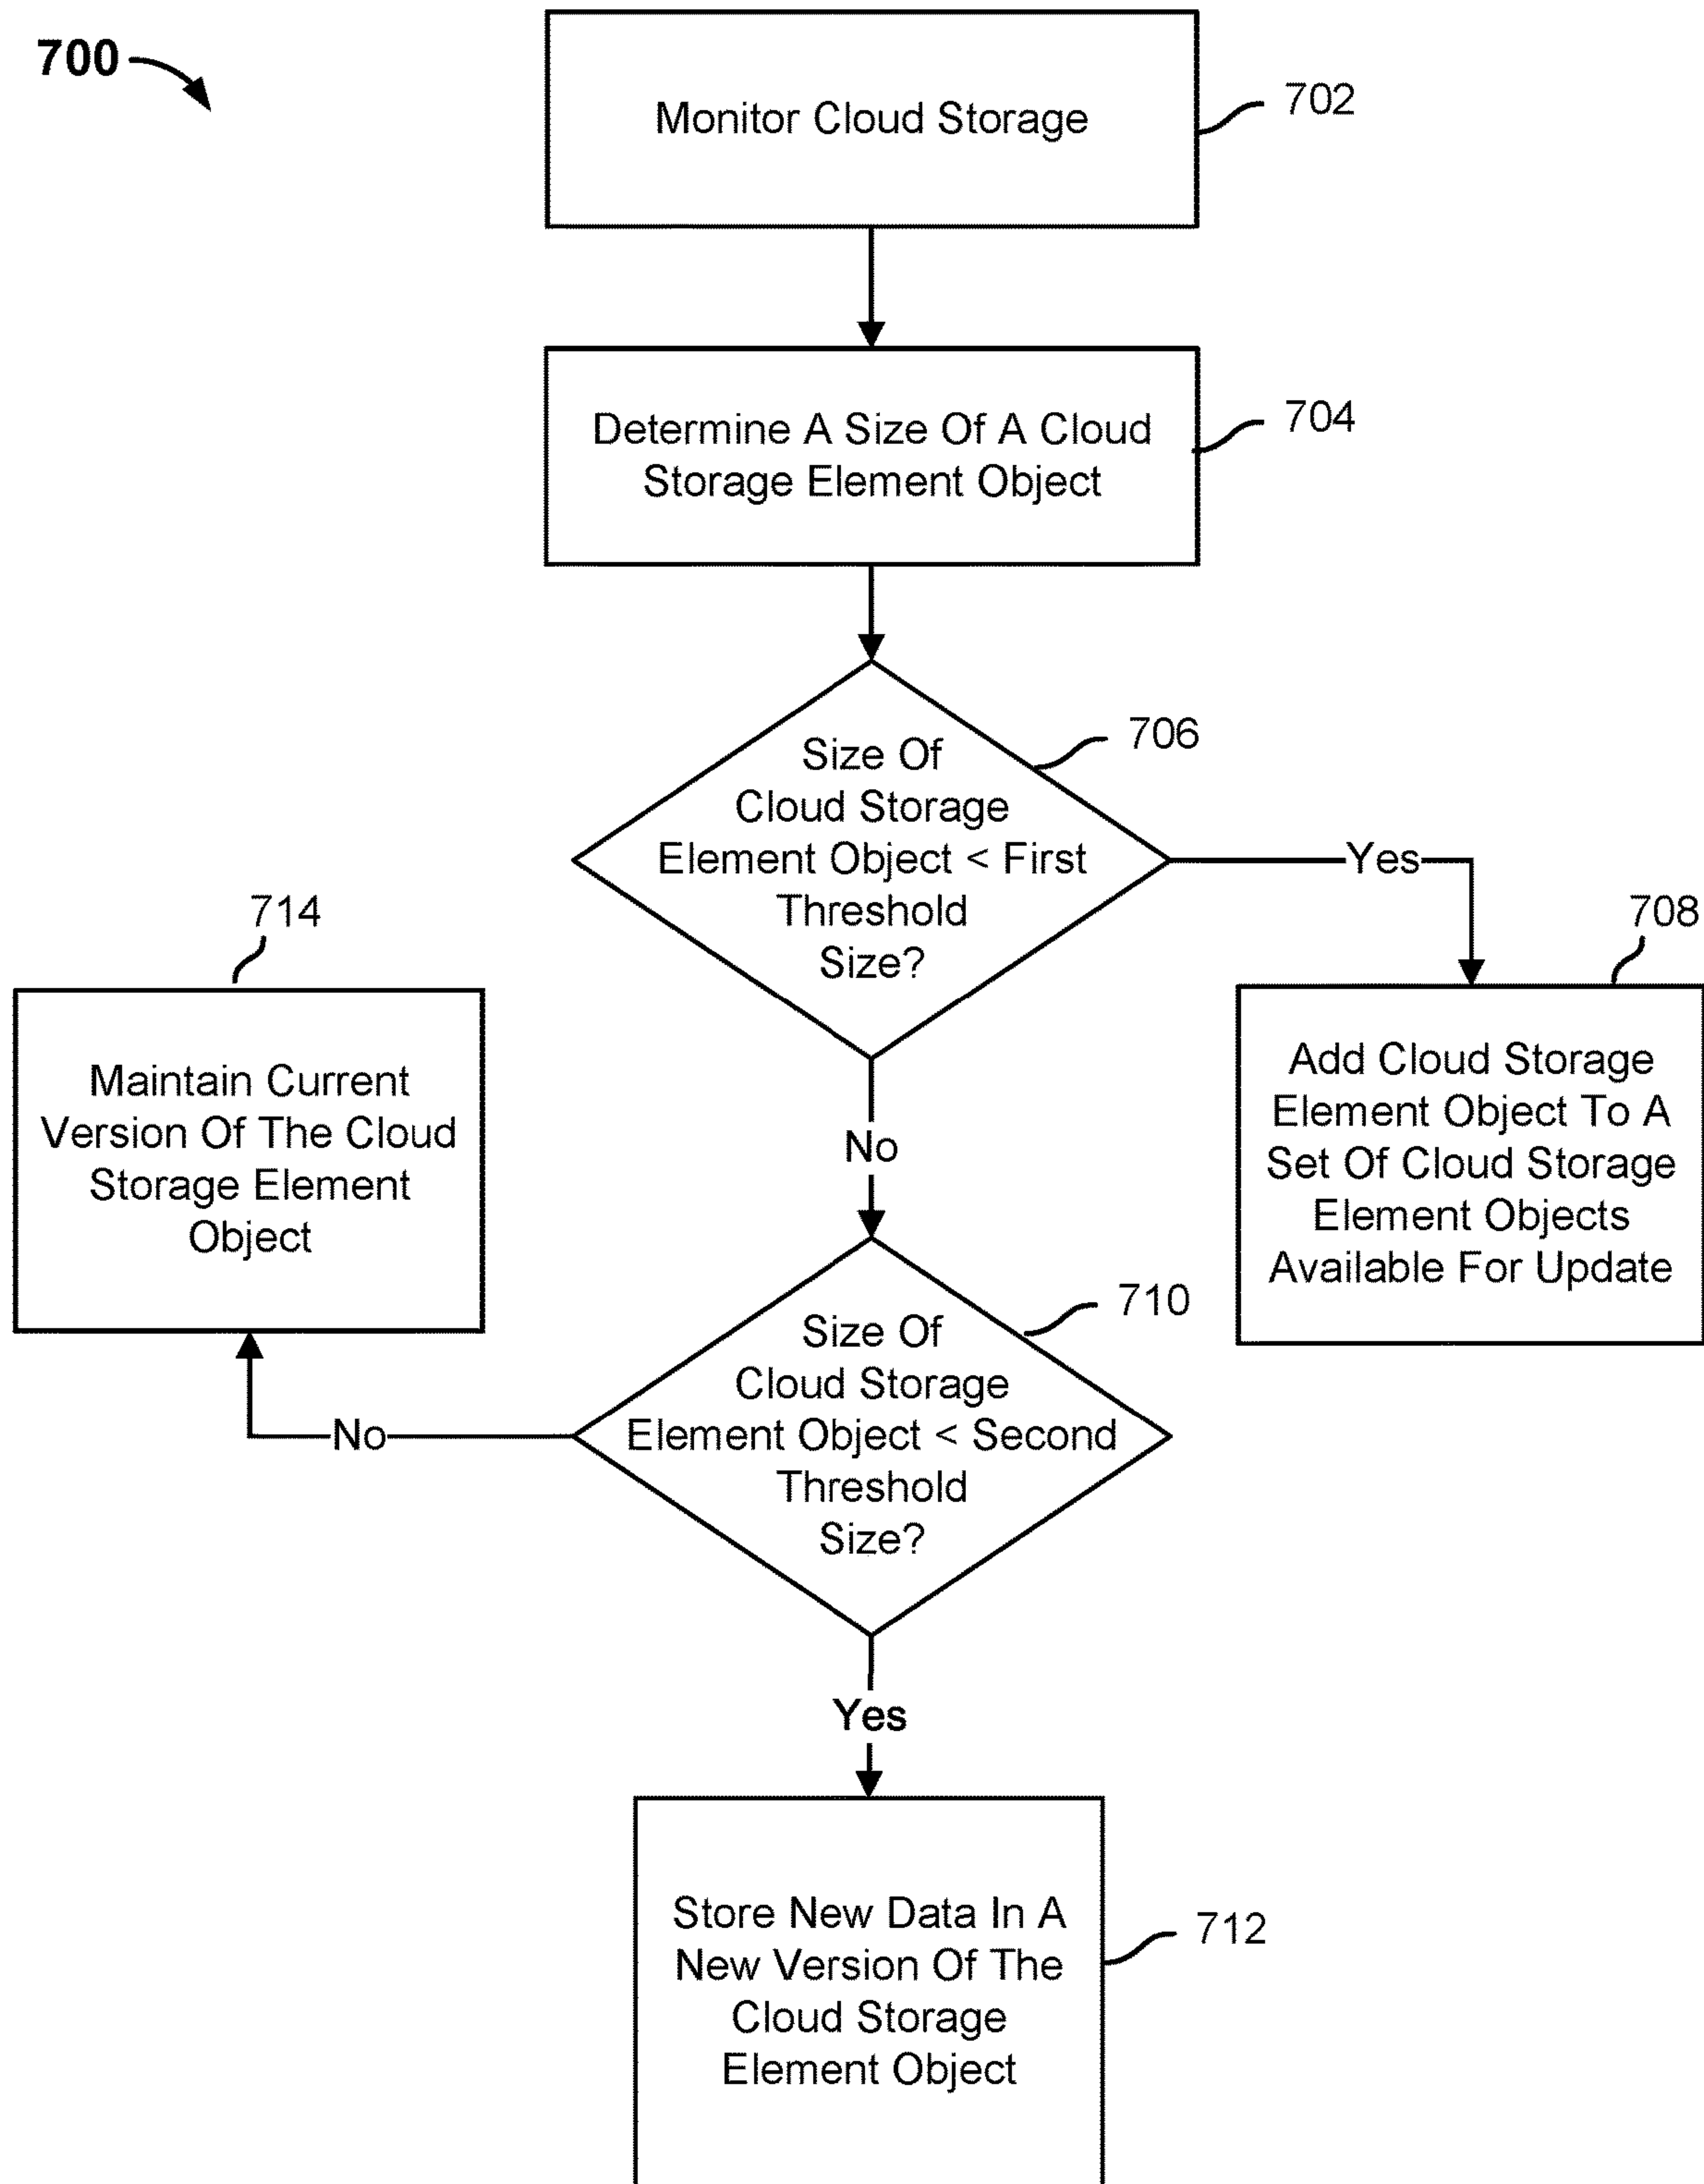 700
Monitor Cloud Storage
702
Determine A Size Of A Cloud
Storage Element Object
704
Size Of
Cloud Storage
Element Object < First
Threshold
Size?
706
Yes
708
Add Cloud Storage
Element Object To A
Set Of Cloud Storage
Element Objects
Available For Update
No
714
Maintain Current
Version Of The Cloud
Storage Element
Object
Size Of
Cloud Storage
Element Object < Second
Threshold
Size?
710
No
Yes
Store New Data In A
New Version Of The
Cloud Storage
Element Object
712